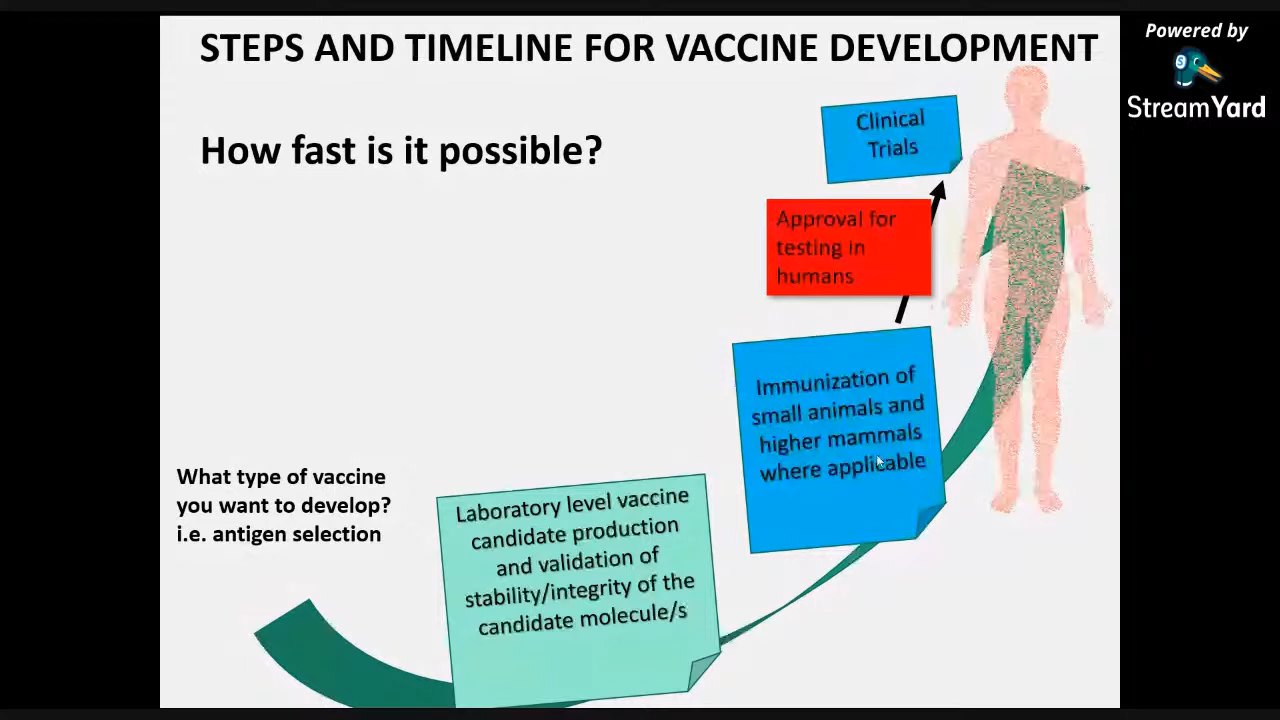 STEPS AND TIMELINE FOR VACCINE DEVELOPMENT
Powered by
StreamYard
How fast is it possible?
Clinical
Trials
Approval for
testing in
humans
Immunization of
small animals and
higher mammals
where applicable
What type of vaccine
you want to develop?
i.e. antigen selection
Laboratory level vaccine
candidate production
and validation of
stability/integrity of the
candidate molecule/s